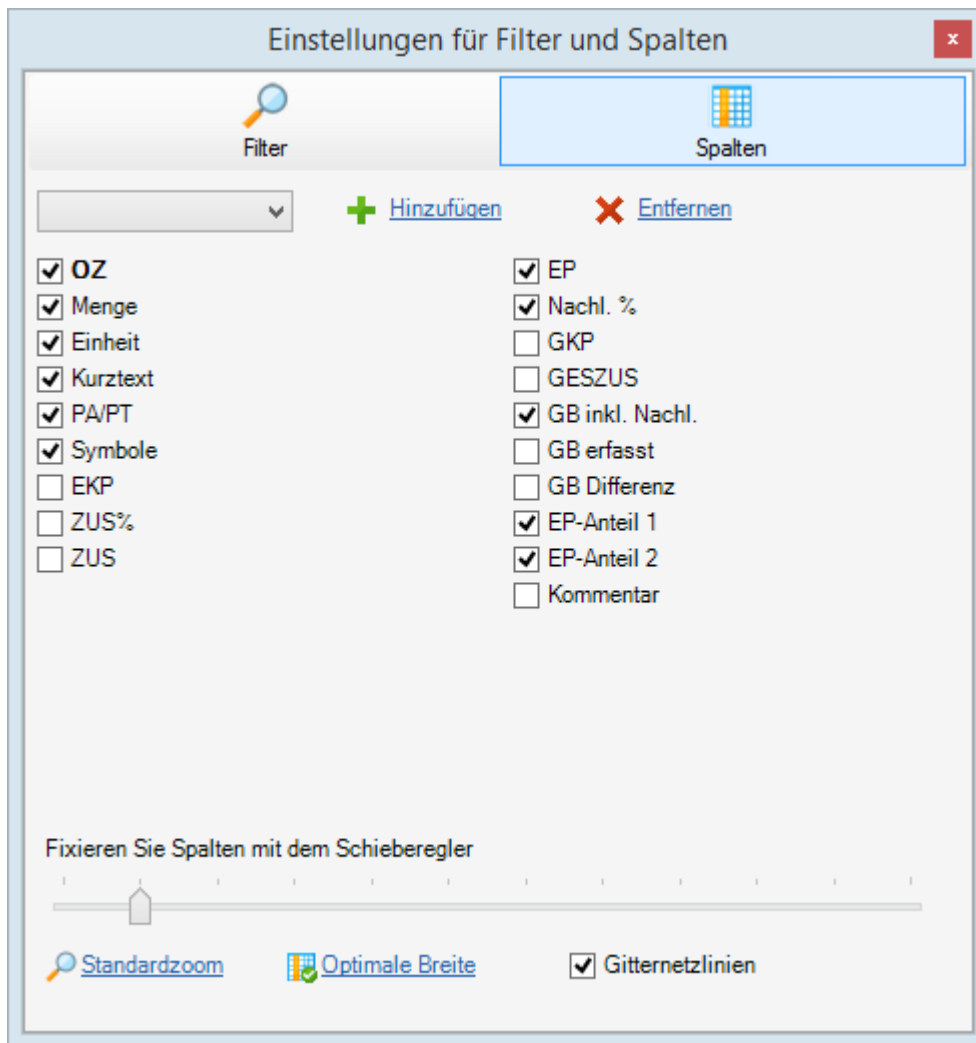 Einstellungen für Filter und Spalten
x
Filter
Spalten
Hinzufügen
Entfernen
OZ
Menge
Einheit
Kurztext
PA/PT
Symbole
EKP
ZUS%
ZUS
EP
Nachl. %
GKP
GESZUS
GB inkl. Nachl.
GB erfasst
GB Differenz
EP-Anteil 1
EP-Anteil 2
Kommentar
Fixieren Sie Spalten mit dem Schieberegler
Standardzoom
Optimale Breite
Gitternetzlinien